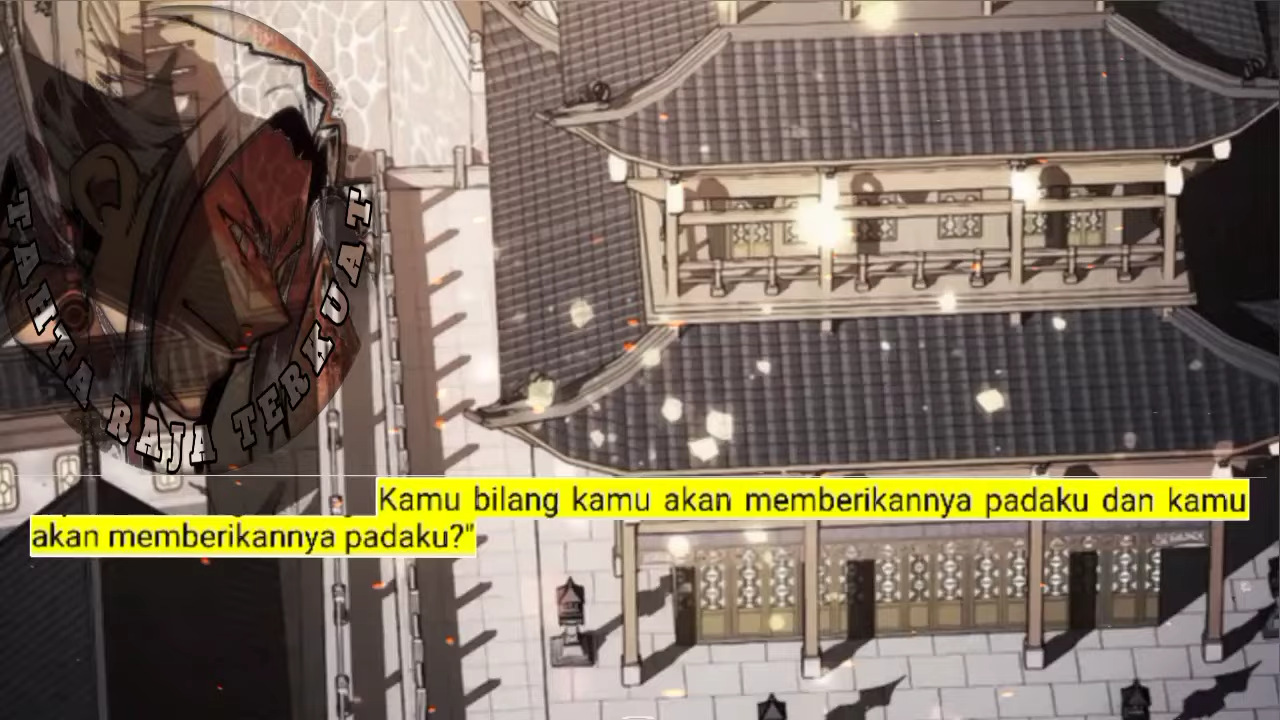 TAHTA RAJA TERKUAT
Kamu bilang kamu akan memberikannya padaku dan kamu
akan memberikannya padaku?"